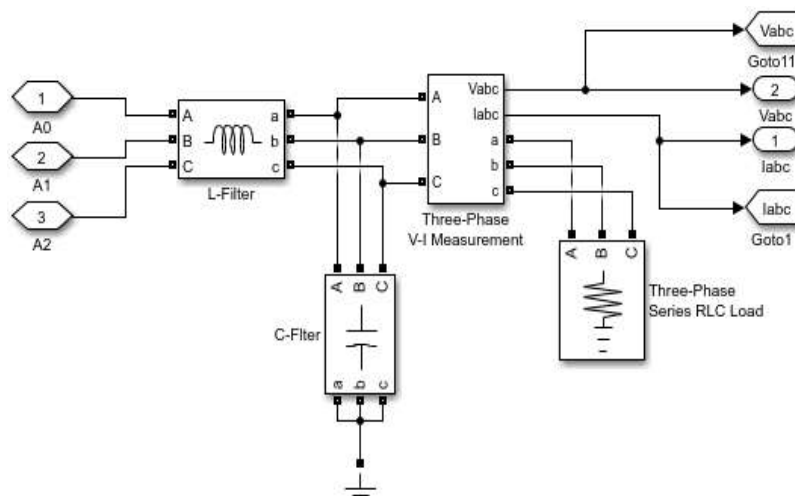 Vabc
Goto11
2
Vabc
1
Iabc
Iabc
Goto1
1
A0
2
A1
3
A2
A
B
C
a
b
c
L-Filter
A
B
C
Vabc
Iabc
a
b
c
Three-Phase
V-I Measurement
A B C
Three-Phase
Series RLC Load
A B C
C-Flter
a b c